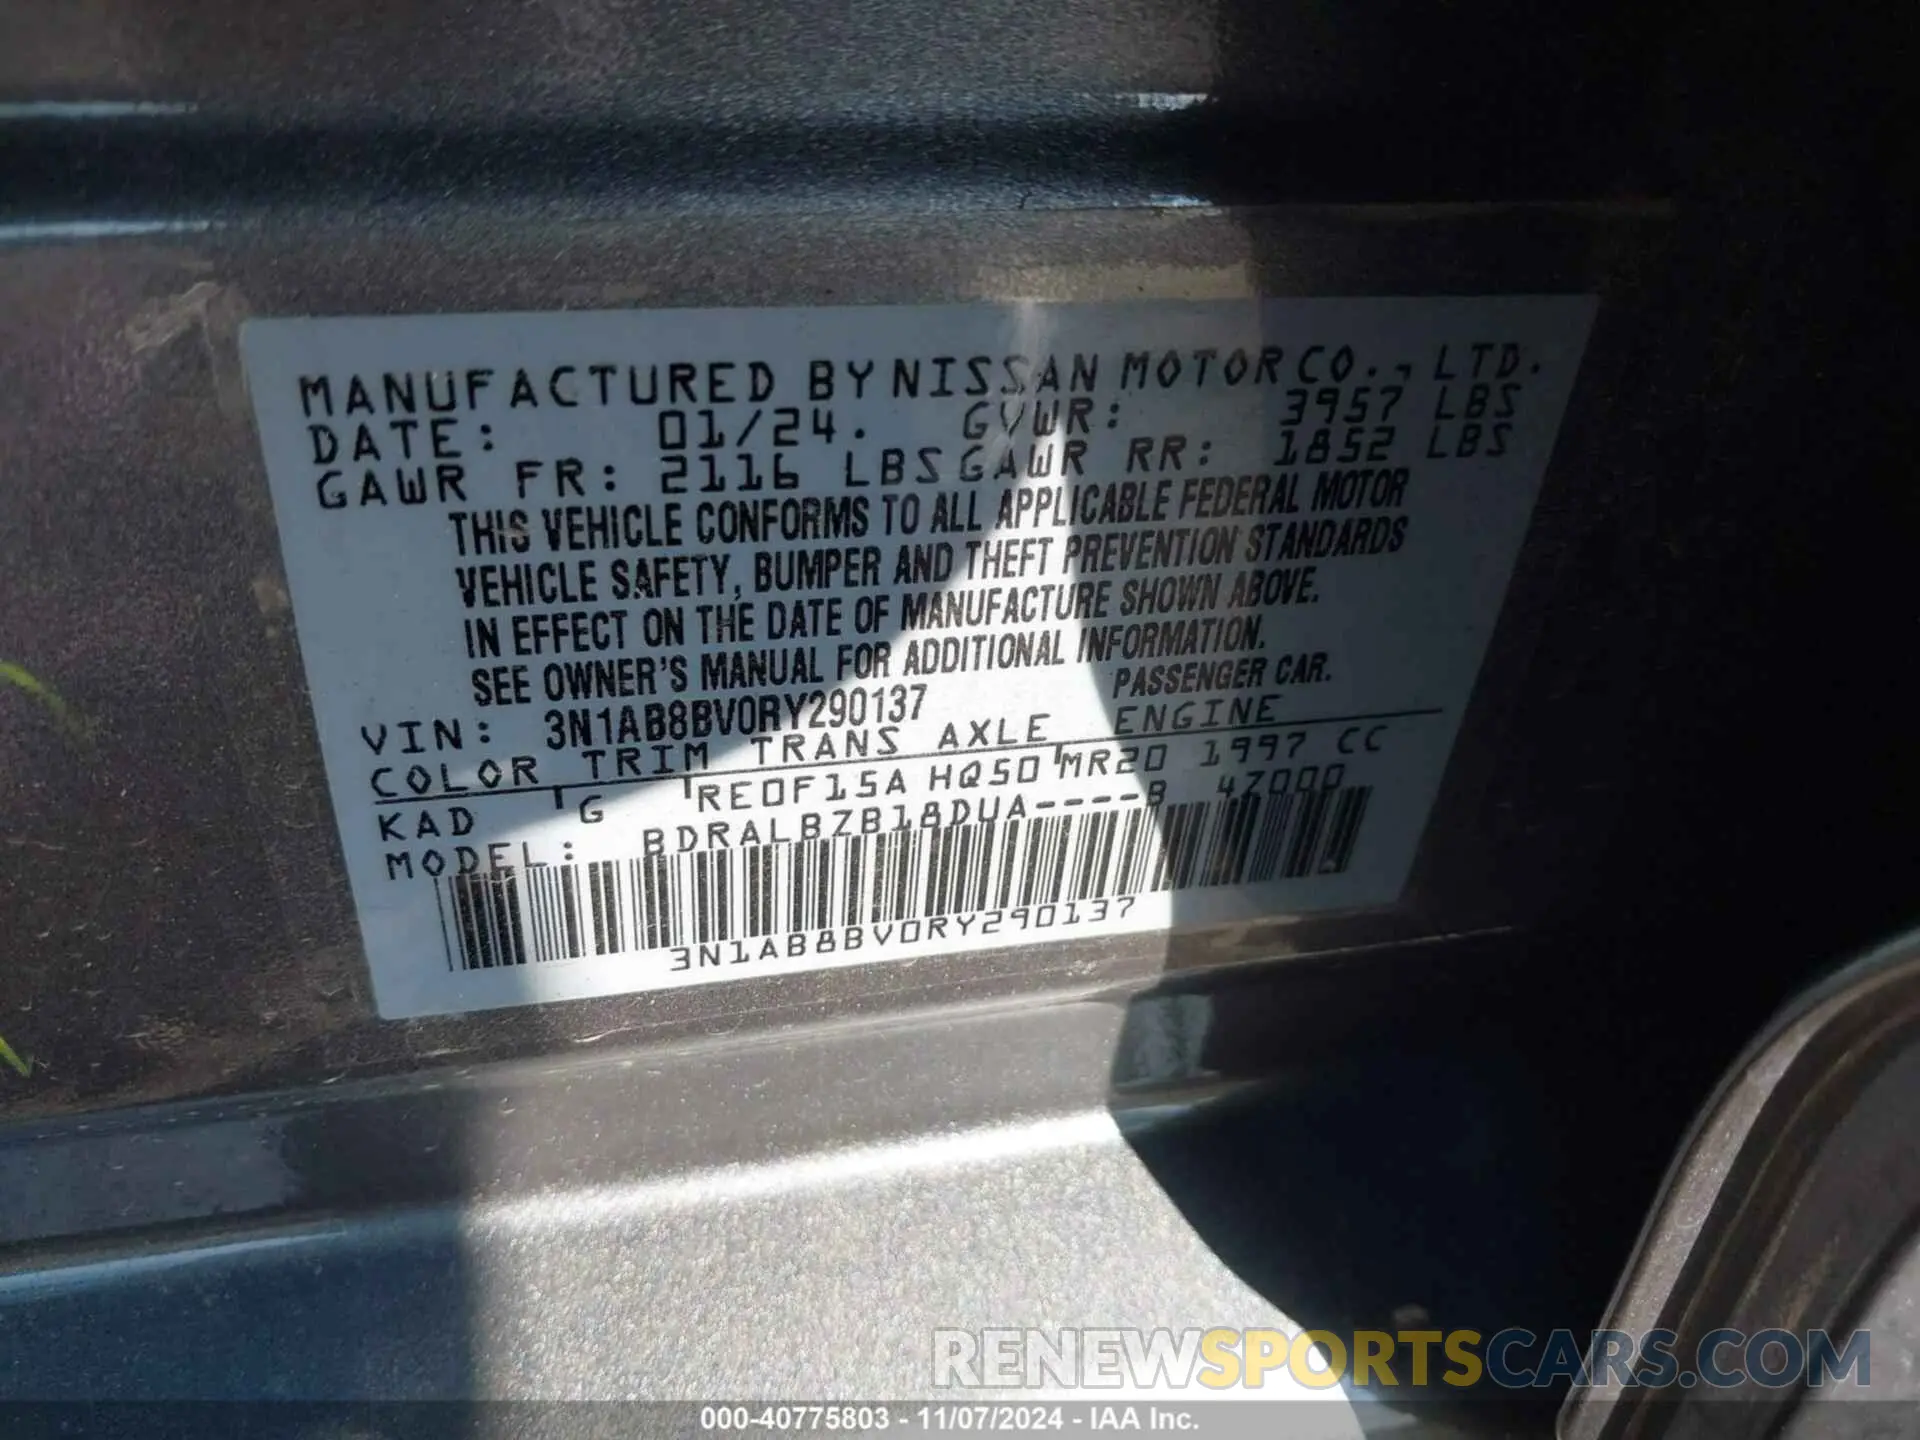 MANUFACTURED BY NISSAN MOTOR CO., LTD.
DATE: 01/24. GVWR: 3957 LBS
GAWR FR: 2116 LBS GAWR RR: 1852 LBS
THIS VEHICLE CONFORMS TO ALL APPLICABLE FEDERAL MOTOR
VEHICLE SAFETY, BUMPER AND THEFT PREVENTION STANDARDS
IN EFFECT ON THE DATE OF MANUFACTURE SHOWN ABOVE.
SEE OWNER'S MANUAL FOR ADDITIONAL INFORMATION.
VIN: 3N1AB8BV0RY290137 PASSENGER CAR.
COLOR TRIM TRANS AXLE ENGINE
KAD G RE0F15A HQ50 MR20 1997 CC
MODEL: BDRALBZB18DUA----B 4Z000
3N1AB8BV0RY290137
RENEWSPORTSCARS.COM
000-40775803 - 11/07/2024 - IAA Inc.